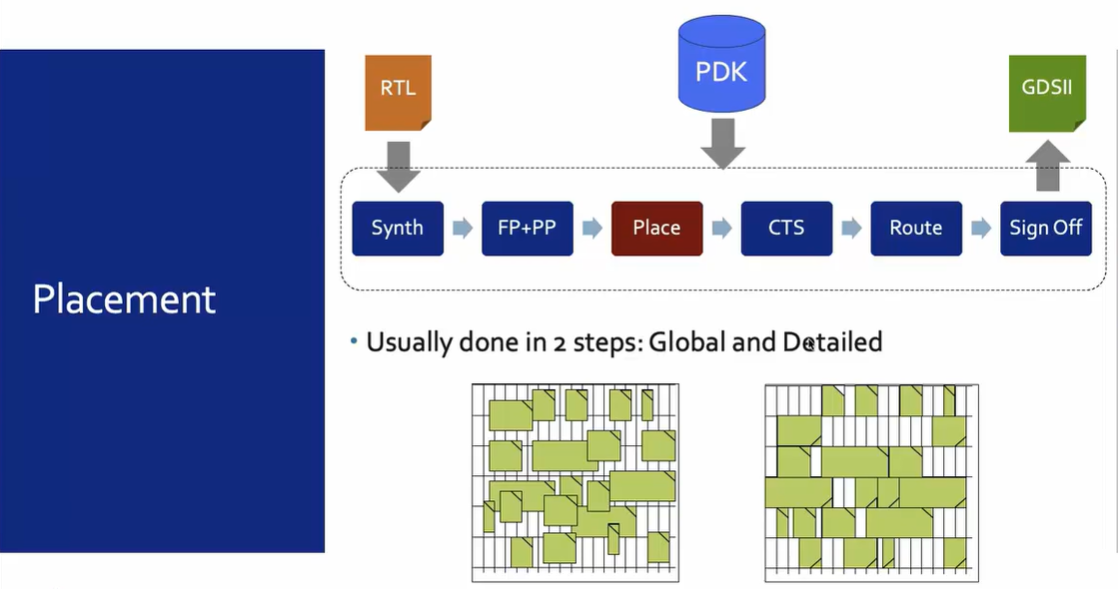 PDK
RTL
GDSII
Synth
FP+PP
Place
CTS
Route
Sign Off
Placement
• Usually done in 2 steps: Global and Detailed